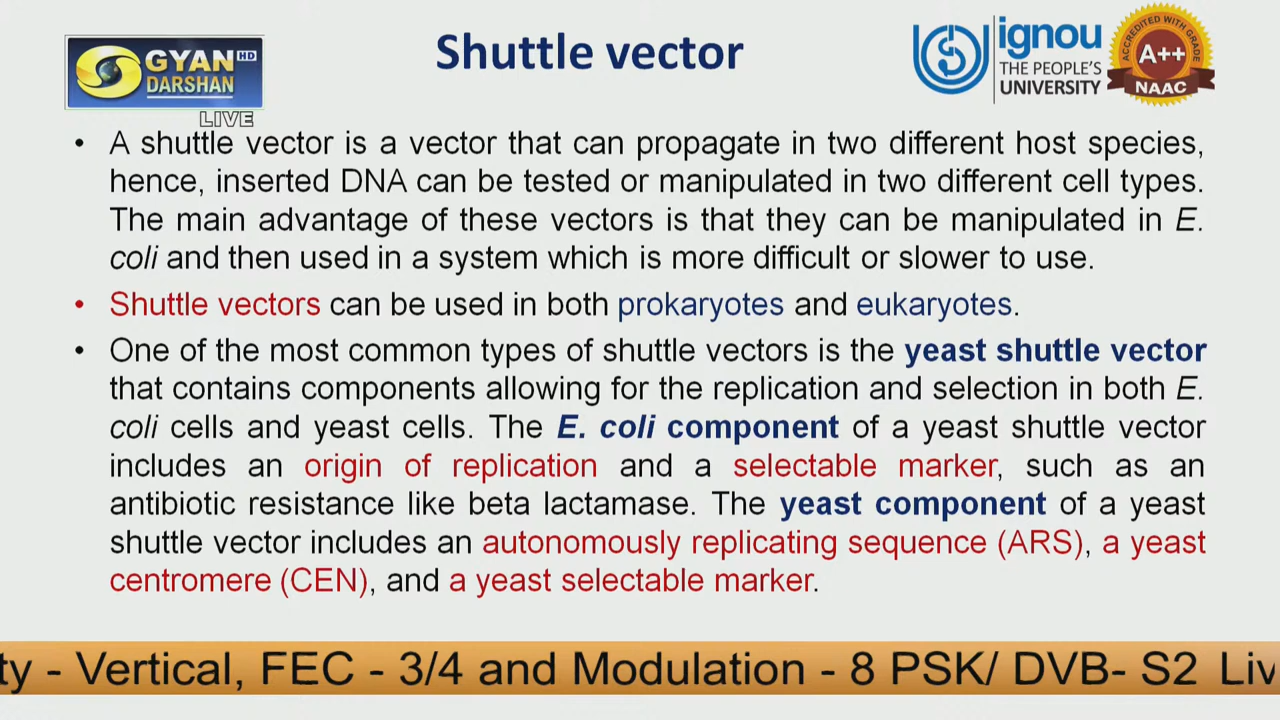 GYAN HD
DARSHAN
LIVE
Shuttle vector
ignou
THE PEOPLE'S
UNIVERSITY
ACCREDITED WITH GRADE
A++
NAAC
• A shuttle vector is a vector that can propagate in two different host species,
hence, inserted DNA can be tested or manipulated in two different cell types.
The main advantage of these vectors is that they can be manipulated in E.
coli and then used in a system which is more difficult or slower to use.
• Shuttle vectors can be used in both prokaryotes and eukaryotes.
• One of the most common types of shuttle vectors is the yeast shuttle vector
that contains components allowing for the replication and selection in both E.
coli cells and yeast cells. The E. coli component of a yeast shuttle vector
includes an origin of replication and a selectable marker, such as an
antibiotic resistance like beta lactamase. The yeast component of a yeast
shuttle vector includes an autonomously replicating sequence (ARS), a yeast
centromere (CEN), and a yeast selectable marker.
ty - Vertical, FEC - 3/4 and Modulation - 8 PSK/ DVB- S2 Liv